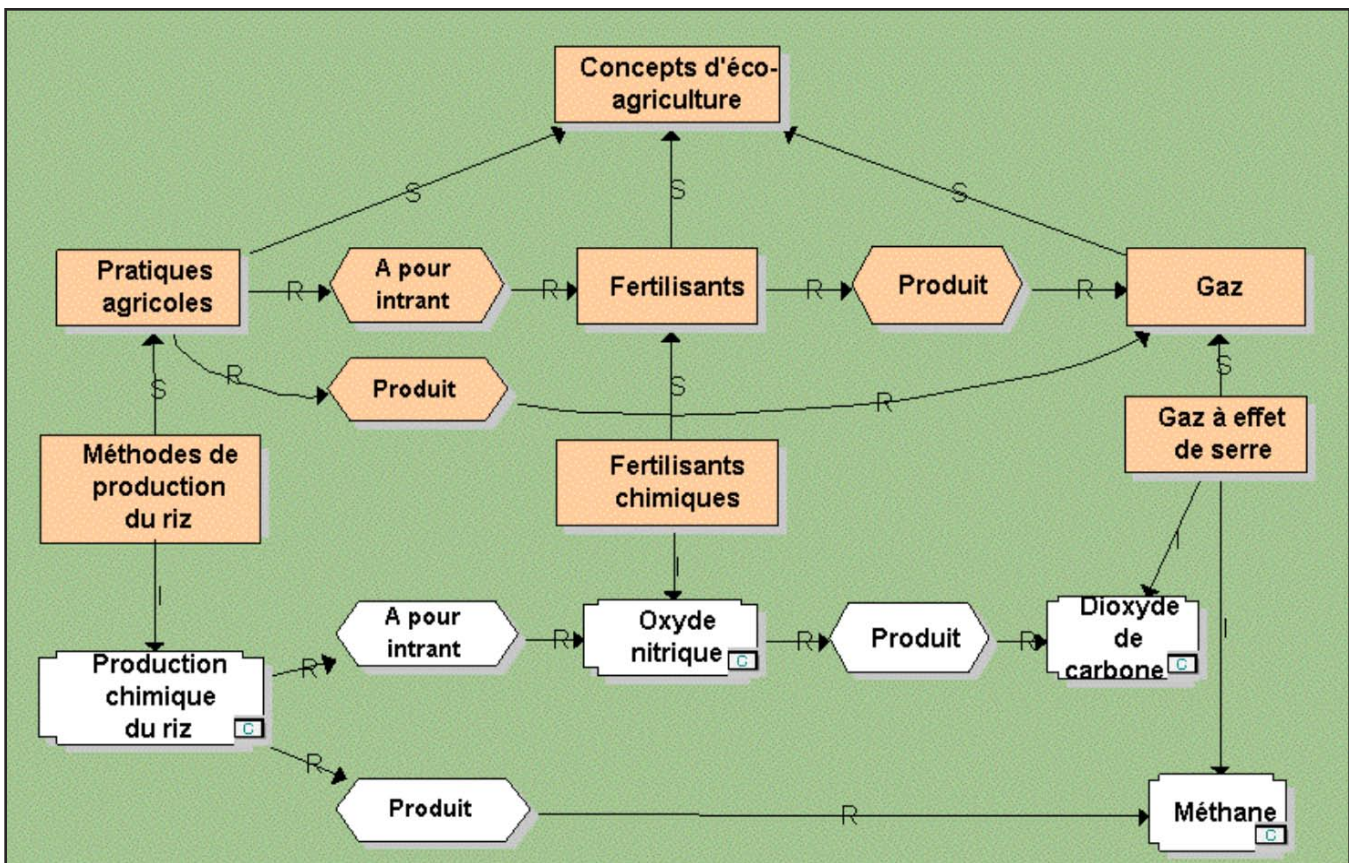 Concepts d'éco-
agriculture
S
S
S
Pratiques
agricoles
R
A pour
intrant
R
Fertilisants
R
Produit
R
Gaz
S
R
Produit
S
R
S
Méthodes de
production
du riz
Fertilisants
chimiques
Gaz à effet
de serre
I
I
I
I
Production
chimique
du riz
C
R
A pour
intrant
R
Oxyde
nitrique
C
R
Produit
R
Dioxyde
de
carbone
C
R
Produit
R
Méthane
C